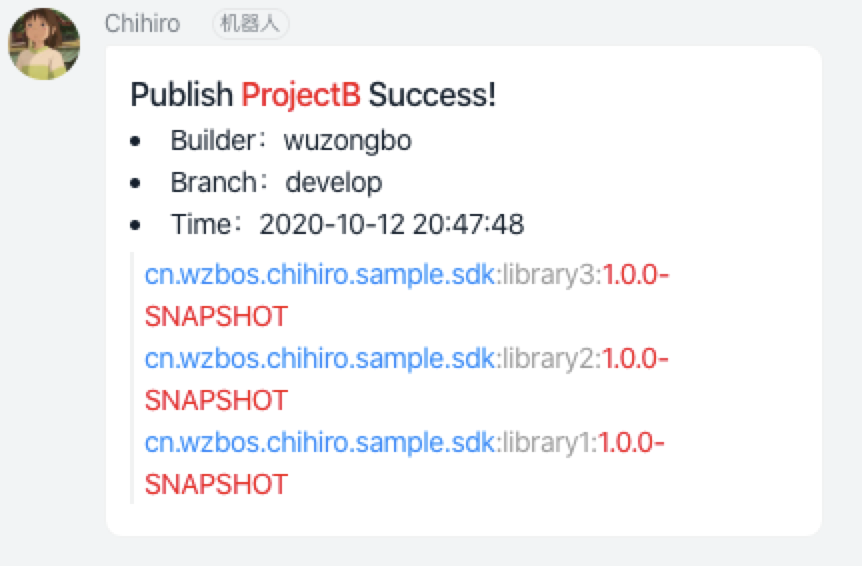 Chihiro 机器人
Publish ProjectB Success!
• Builder：wuzongbo
• Branch：develop
• Time：2020-10-12 20:47:48
cn.wzbos.chihiro.sample.sdk:library3:1.0.0-
SNAPSHOT
cn.wzbos.chihiro.sample.sdk:library2:1.0.0-
SNAPSHOT
cn.wzbos.chihiro.sample.sdk:library1:1.0.0-
SNAPSHOT